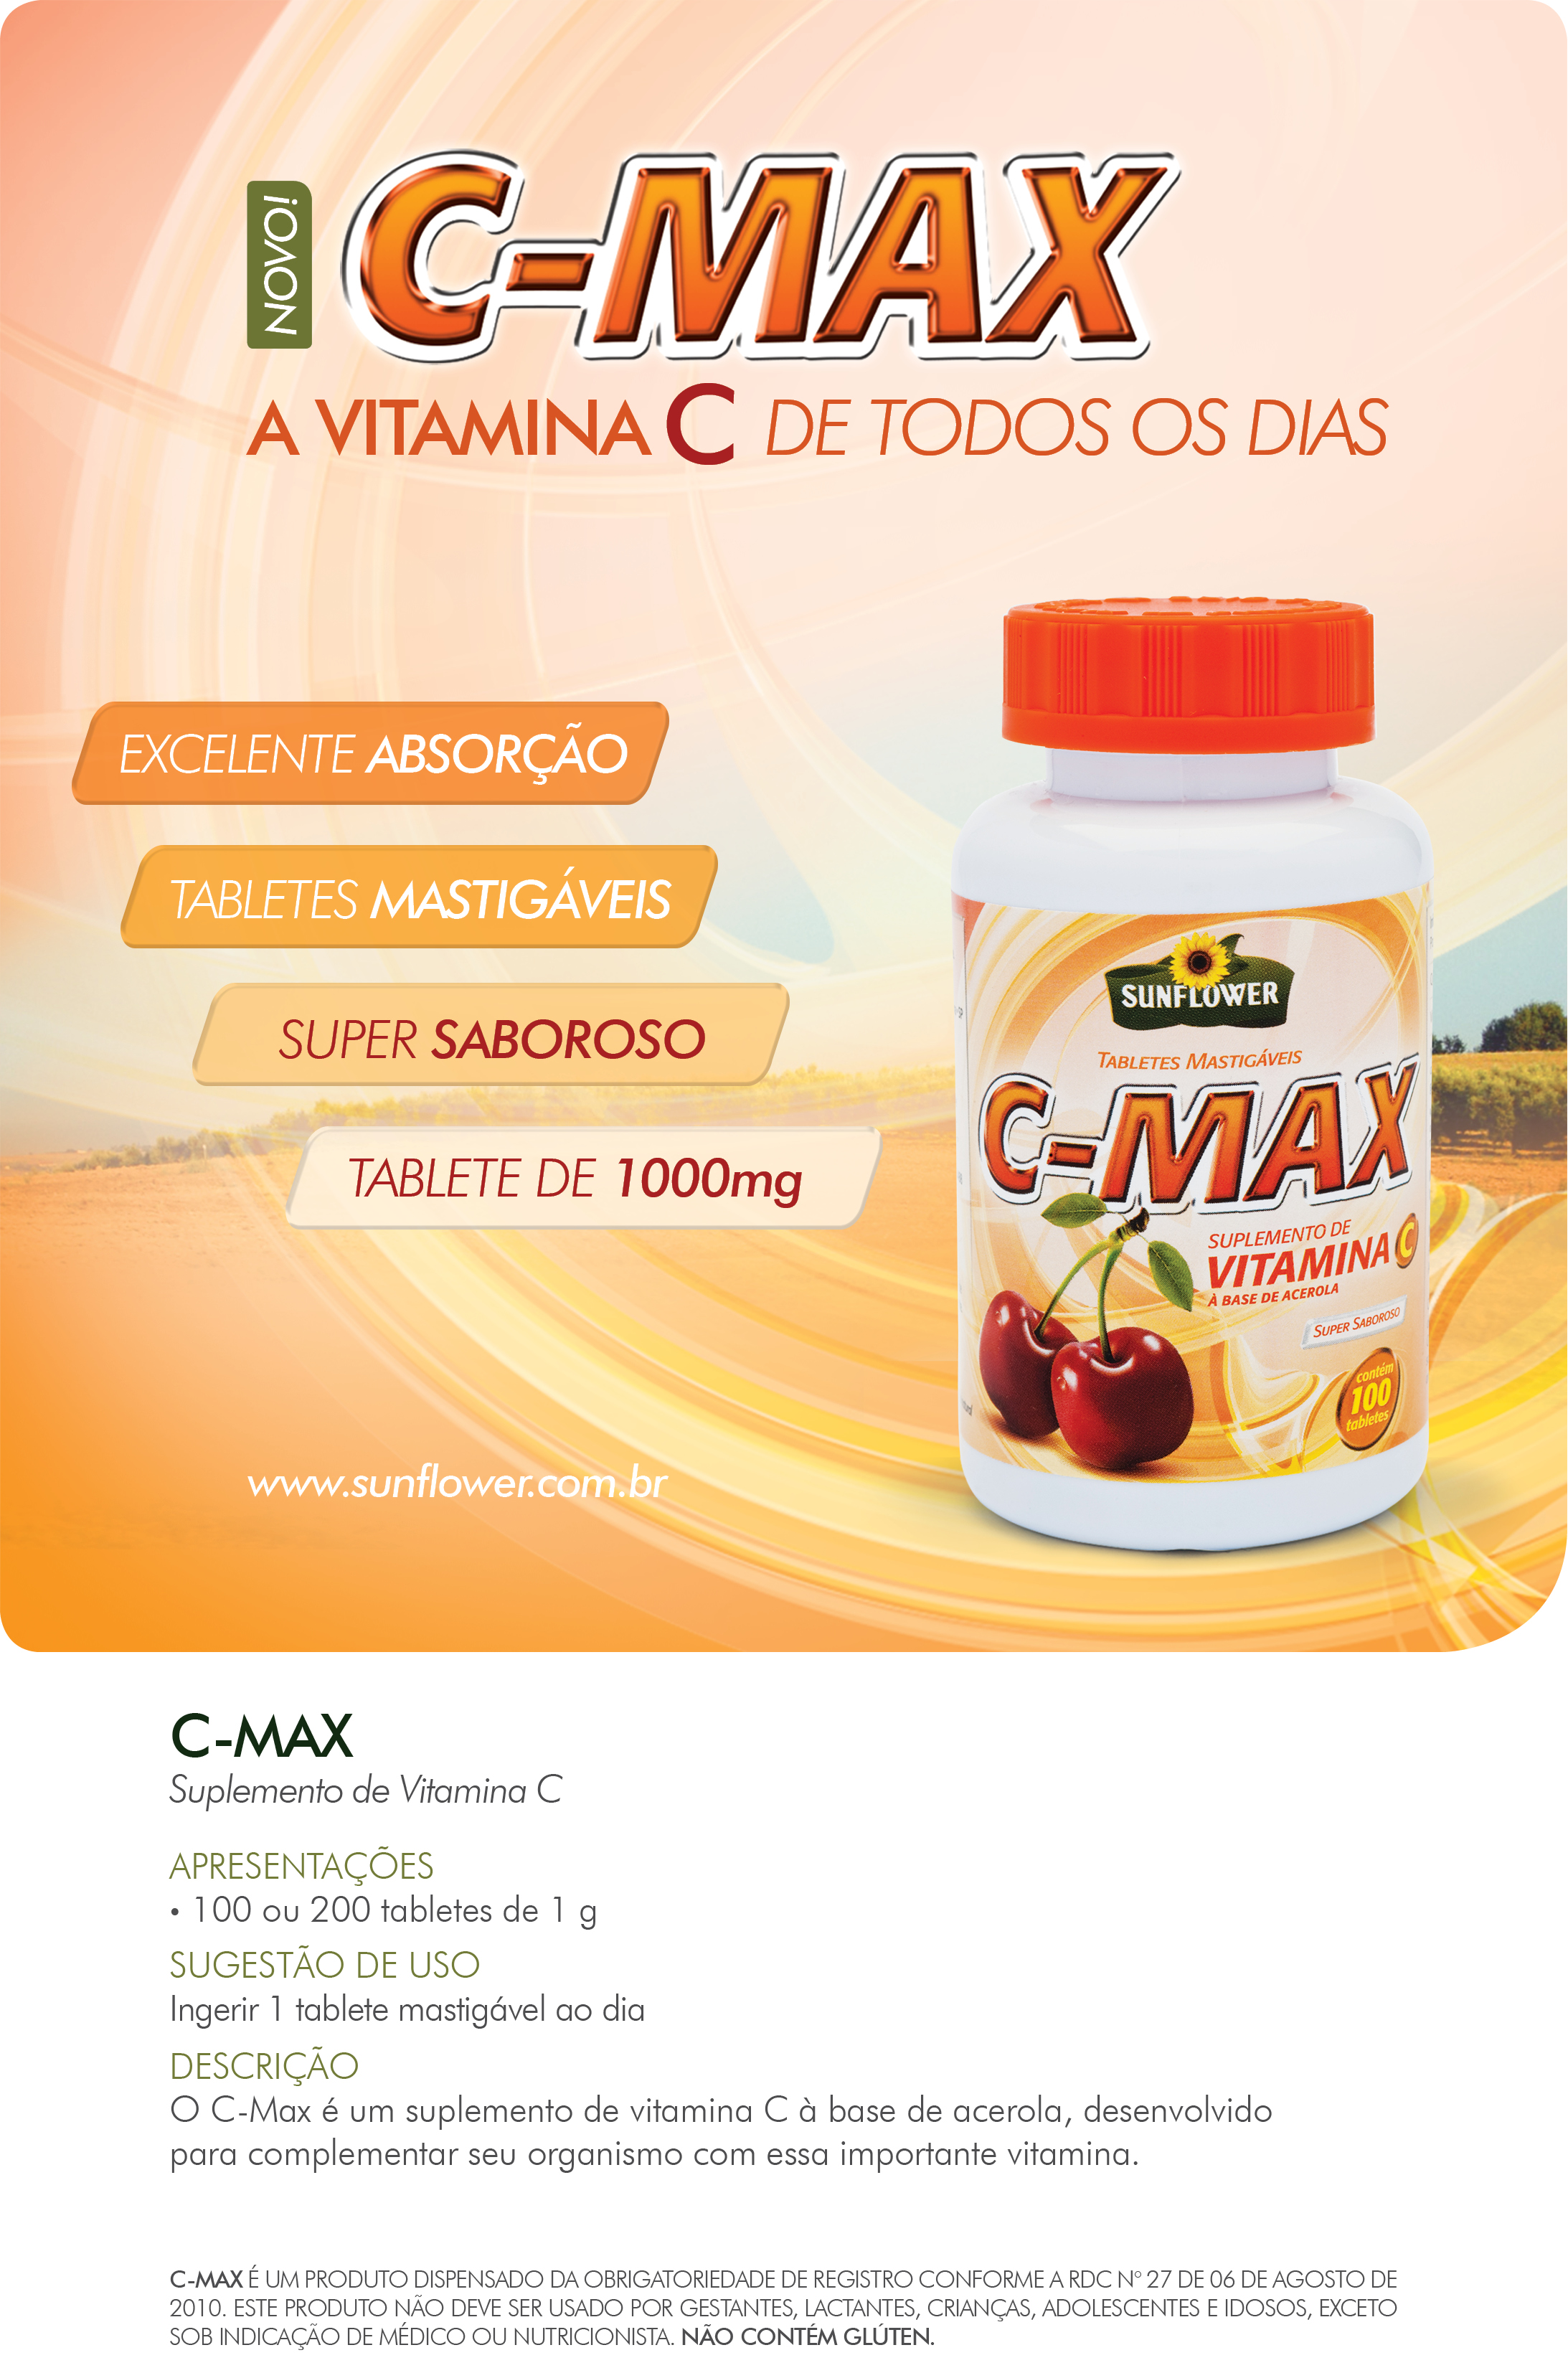 NOVO!
C-MAX
A VITAMINA C DE TODOS OS DIAS
EXCELENTE ABSORÇÃO
TABLETES MASTIGÁVEIS
SUPER SABOROSO
TABLETE DE 1000mg
SUNFLOWER
TABLETES MASTIGÁVEIS
C-MAX
SUPLEMENTO DE
VITAMINA C
À BASE DE ACEROLA
SUPER SABOROSO
contém
100
tabletes
www.sunflower.com.br
C-MAX
Suplemento de Vitamina C
APRESENTAÇÕES
• 100 ou 200 tabletes de 1 g
SUGESTÃO DE USO
Ingerir 1 tablete mastigável ao dia
DESCRIÇÃO
O C-Max é um suplemento de vitamina C à base de acerola, desenvolvido
para complementar seu organismo com essa importante vitamina.
C-MAX É UM PRODUTO DISPENSADO DA OBRIGATORIEDADE DE REGISTRO CONFORME A RDC Nº 27 DE 06 DE AGOSTO DE
2010. ESTE PRODUTO NÃO DEVE SER USADO POR GESTANTES, LACTANTES, CRIANÇAS, ADOLESCENTES E IDOSOS, EXCETO
SOB INDICAÇÃO DE MÉDICO OU NUTRICIONISTA. NÃO CONTÉM GLÚTEN.